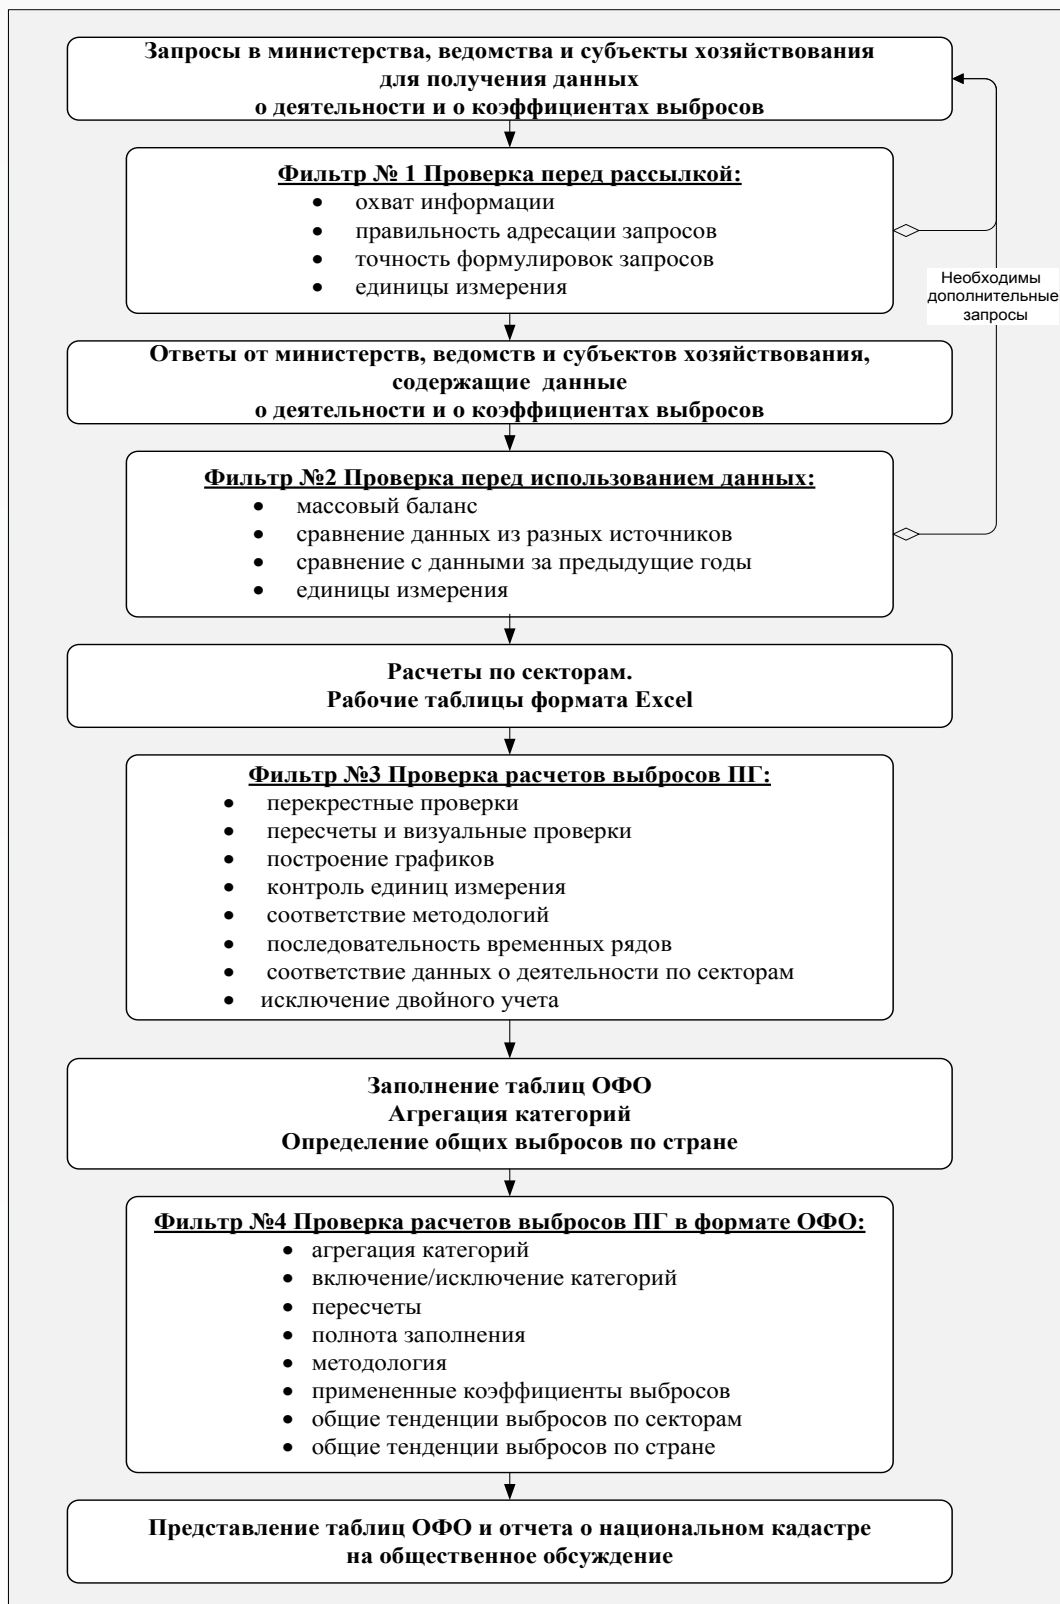 Запросы в министерства, ведомства и субъекты хозяйствования
для получения данных
о деятельности и о коэффициентах выбросов
Фильтр № 1 Проверка перед рассылкой:
• охват информации
• правильность адресации запросов
• точность формулировок запросов
• единицы измерения
Необходимы
дополнительные
запросы
Ответы от министерств, ведомств и субъектов хозяйствования,
содержащие данные
о деятельности и о коэффициентах выбросов
Фильтр №2 Проверка перед использованием данных:
• массовый баланс
• сравнение данных из разных источников
• сравнение с данными за предыдущие годы
• единицы измерения
Расчеты по секторам.
Рабочие таблицы формата Excel
Фильтр №3 Проверка расчетов выбросов ПГ:
• перекрестные проверки
• пересчеты и визуальные проверки
• построение графиков
• контроль единиц измерения
• соответствие методологий
• последовательность временных рядов
• соответствие данных о деятельности по секторам
• исключение двойного учета
Заполнение таблиц ОФО
Агрегация категорий
Определение общих выбросов по стране
Фильтр №4 Проверка расчетов выбросов ПГ в формате ОФО:
• агрегация категорий
• включение/исключение категорий
• пересчеты
• полнота заполнения
• методология
• примененные коэффициенты выбросов
• общие тенденции выбросов по секторам
• общие тенденции выбросов по стране
Представление таблиц ОФО и отчета о национальном кадастре
на общественное обсуждение